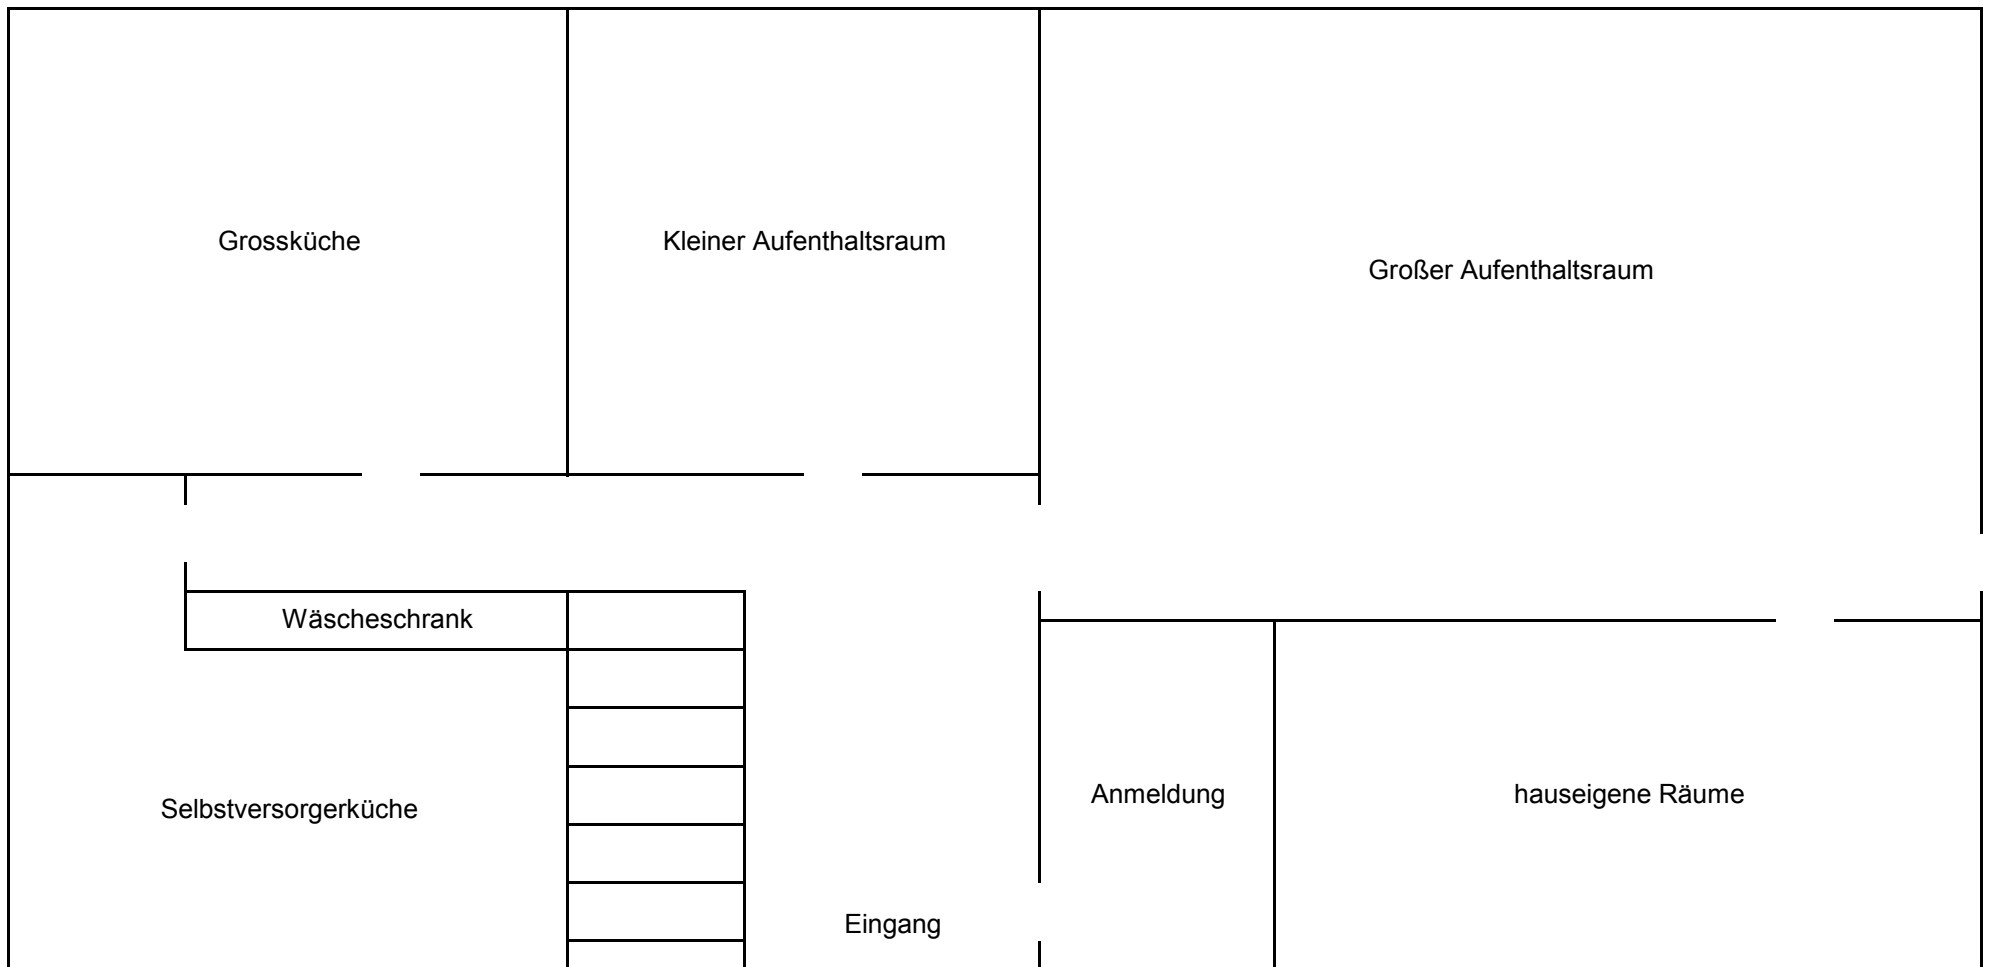 Grossküche
Kleiner Aufenthaltsraum
Großer Aufenthaltsraum
Wäscheschrank
Selbstversorgerküche
Anmeldung
hauseigene Räume
Eingang